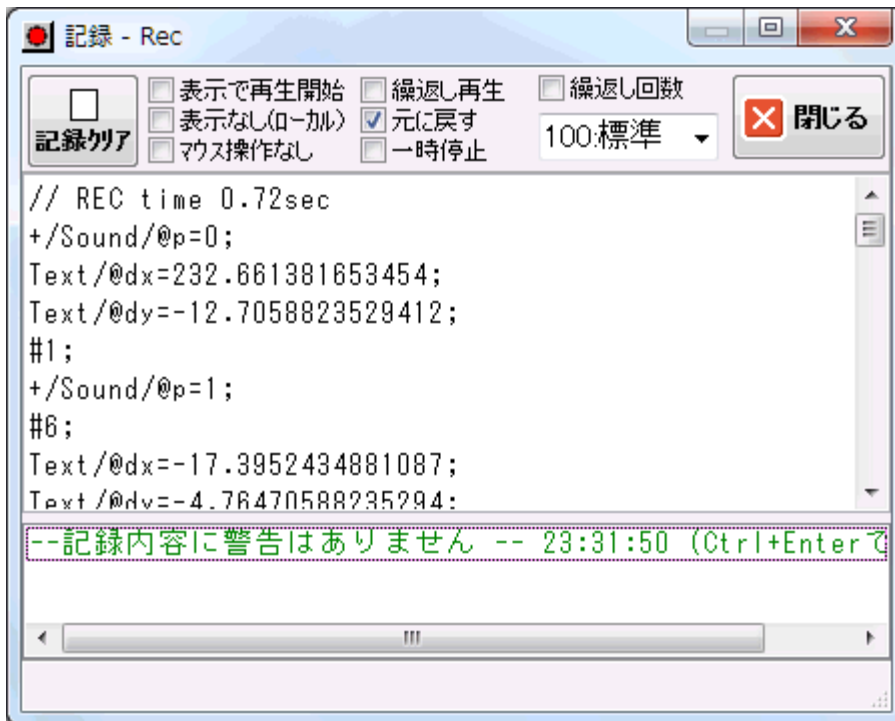 記録 - Rec
記録クリア
表示で再生開始
表示なし(ローカル)
マウス操作なし
繰返し再生
元に戻す
一時停止
繰返し回数
100:標準
閉じる
// REC time 0.72sec
+/Sound/@p=0;
Text/@dx=232.661381653454;
Text/@dy=-12.7058823529412;
#1;
+/Sound/@p=1;
#6;
Text/@dx=-17.3952434881087;
Text/@dy=-4.76470588235294;
--記録内容に警告はありません -- 23:31:50 (Ctrl+Enterで